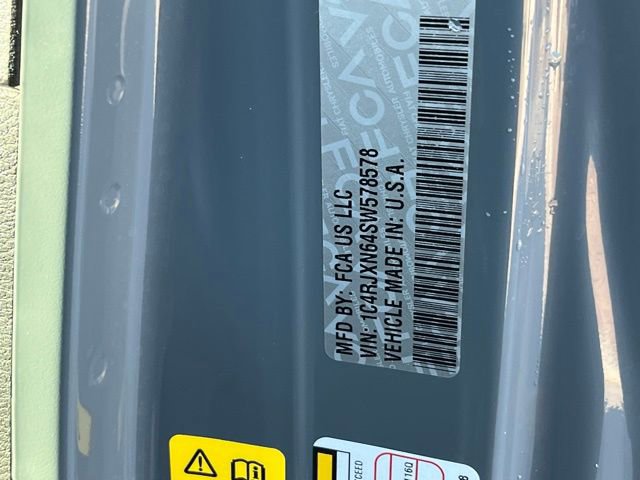 MFD BY: FCA US LLC
VIN: 1C4RJXN64SW578578
VEHICLE MADE IN: U.S.A.